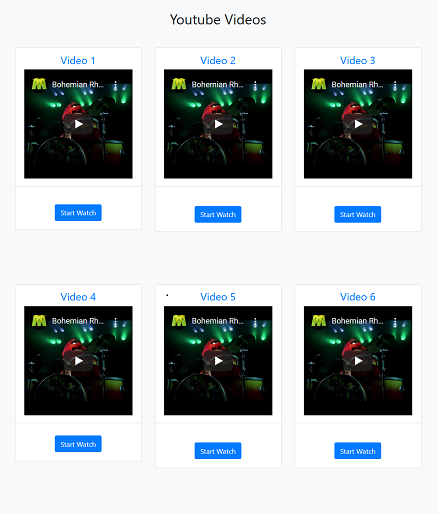 Youtube Videos
Video 1
Video 2
Video 3
Bohemian Rh...
Bohemian Rh...
Bohemian Rh...
Start Watch
Start Watch
Start Watch
Video 4
Video 5
Video 6
Bohemian Rh...
Bohemian Rh...
Bohemian Rh...
Start Watch
Start Watch
Start Watch